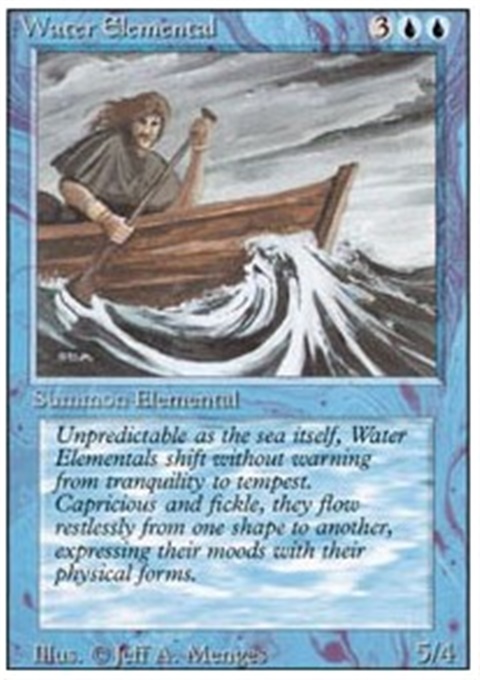 Water Elemental 3
Summon Elemental
Unpredictable as the sea itself, Water
Elementals shift without warning
from tranquility to tempest.
Capricious and fickle, they flow
restlessly from one shape to another,
expressing their moods with their
physical forms.
Illus. © Jeff A. Menges 5/4